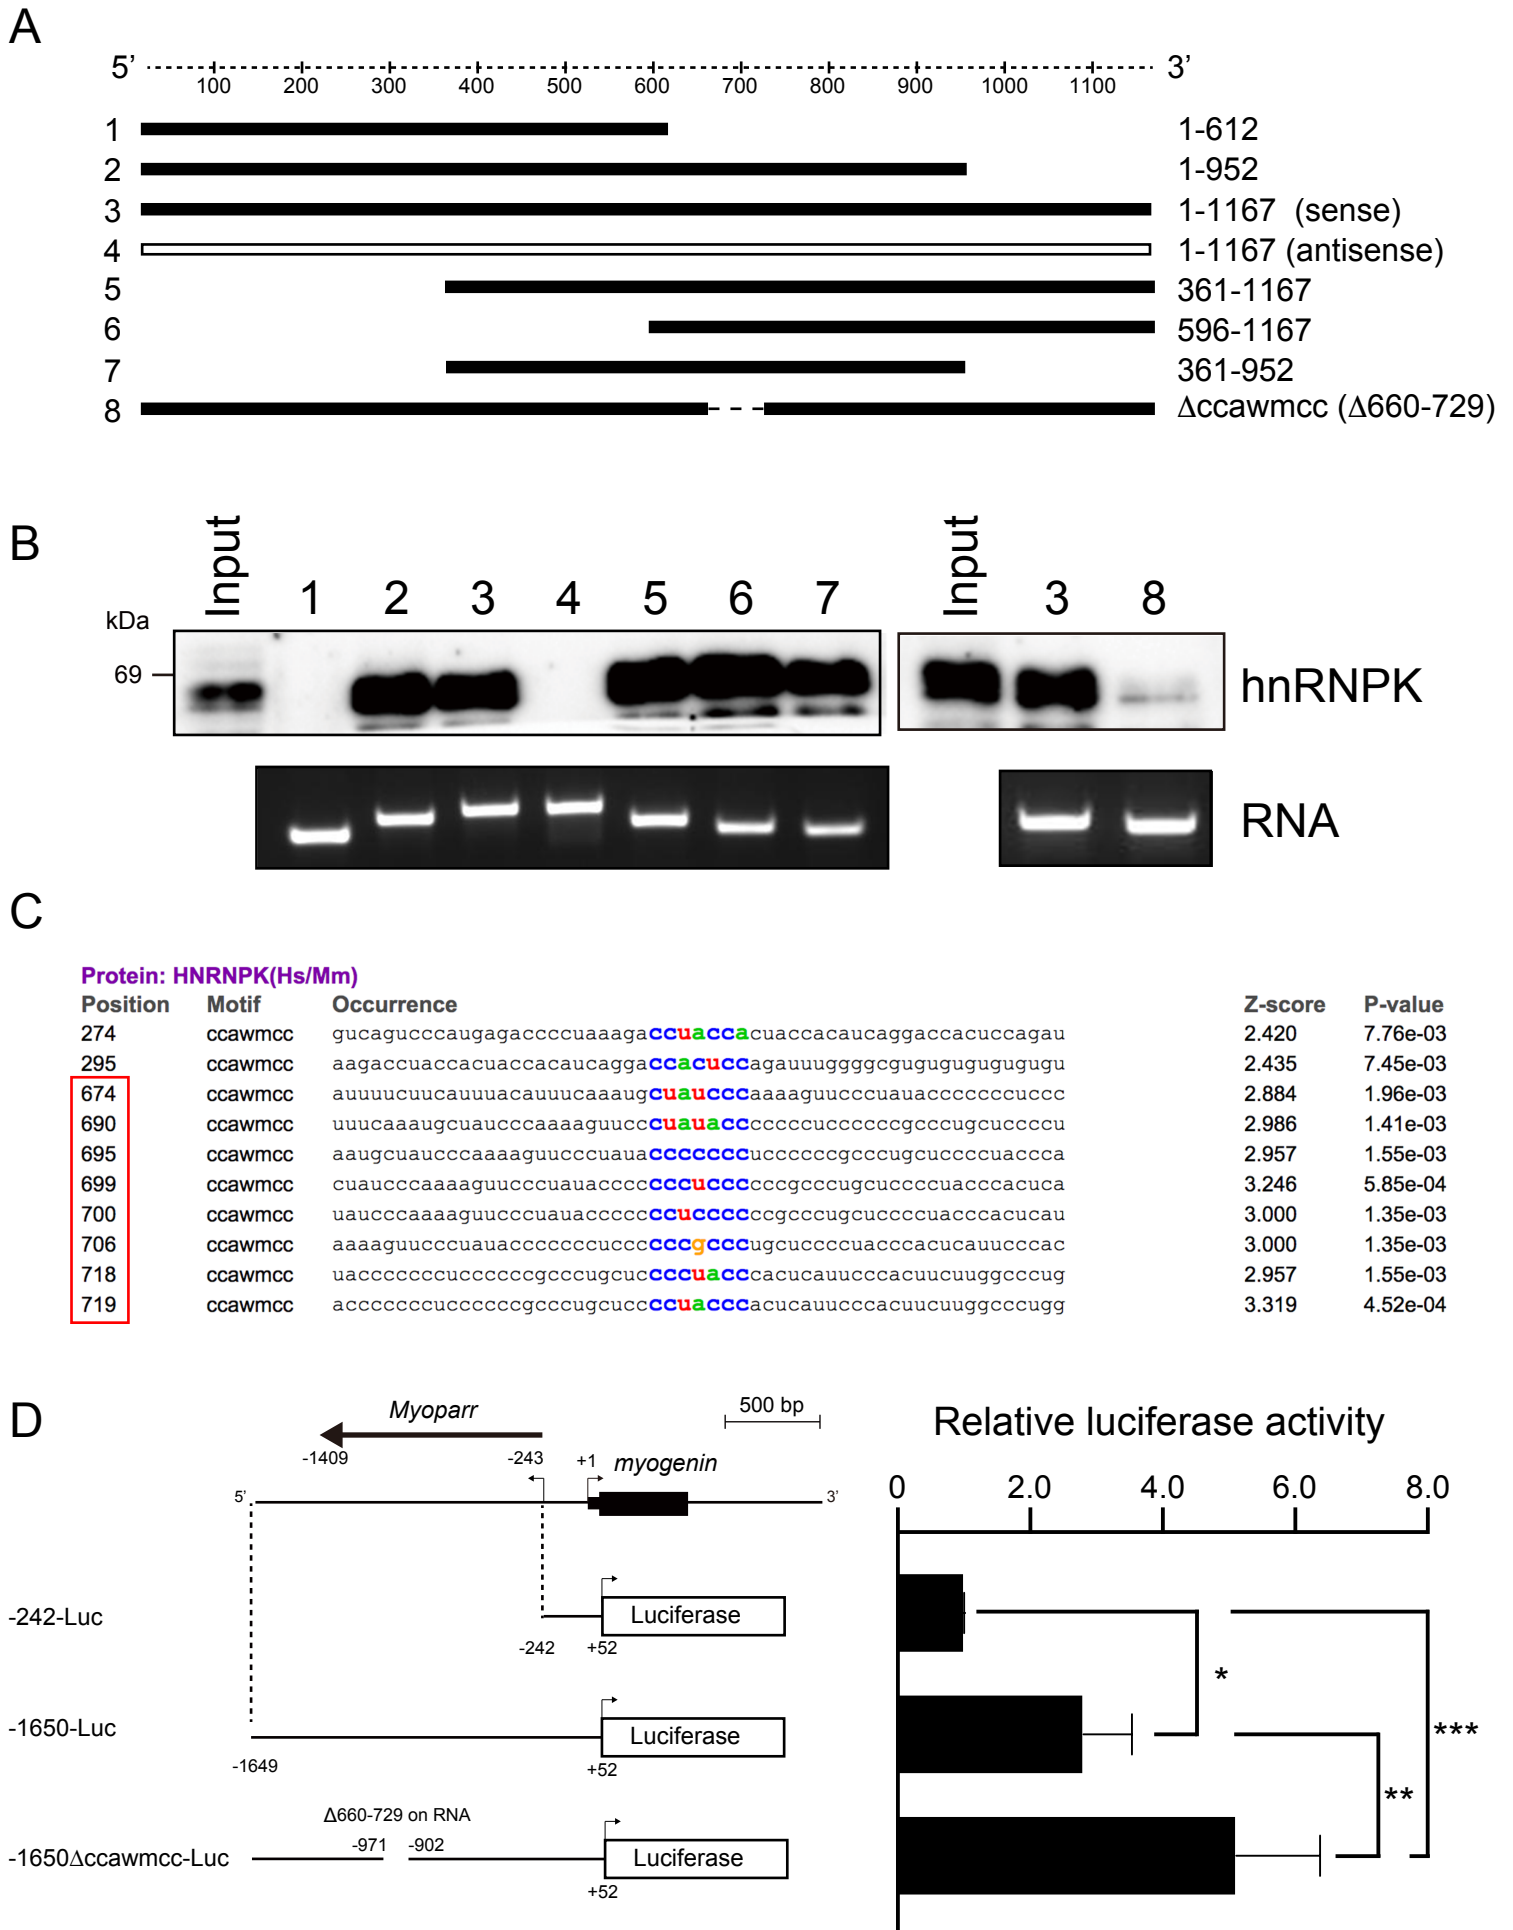 A
5’ 3’
100 200 300 400 500 600 700 800 900 1000 1100
1 1-612
2 1-952
3 1-1167 (sense)
4 1-1167 (antisense)
5 361-1167
6 596-1167
7 361-952
8 Δccawmcc (Δ660-729)
B
Input 1 2 3 4 5 6 7 Input 3 8
kDa
69
hnRNPK
RNA
C
Protein: HNRNPK(Hs/Mm)
Position Motif Occurrence Z-score P-value
274 ccawmcc gucagucccaugagaccccuaaagaccuaccacuaccacaucaggaccacuccagau 2.420 7.76e-03
295 ccawmcc aagaccuaccacuaccacaucaggaccacuccagauuuggggcgugugugugugugu 2.435 7.45e-03
674 ccawmcc auuuucuucauuuacauuucaaaugcuaucccaaaaguucccuauacccccccuccc 2.884 1.96e-03
690 ccawmcc uuucaaaugcuaucccaaaaguucccuauacccccccuccccccgcccugcuccccu 2.986 1.41e-03
695 ccawmcc aaugcuaucccaaaaguucccuauacccccccuccccccgcccugcuccccuaccca 2.957 1.55e-03
699 ccawmcc cuaucccaaaaguucccuauacccccccuccccccgcccugcuccccuacccacuca 3.246 5.85e-04
700 ccawmcc uaucccaaaaguucccuauacccccccuccccccgcccugcuccccuacccacucau 3.000 1.35e-03
706 ccawmcc aaaaguucccuauacccccccuccccccgcccugcuccccuacccacucauucccac 3.000 1.35e-03
718 ccawmcc uacccccccuccccccgcccugcuccccuacccacucauucccacuucuuggcccug 2.957 1.55e-03
719 ccawmcc acccccccuccccccgcccugcuccccuacccacucauucccacuucuuggcccugg 3.319 4.52e-04
D
Myoparr
500 bp
Relative luciferase activity
-1409 -243 +1 myogenin
0 2.0 4.0 6.0 8.0
5’ 3’
-242-Luc
Luciferase
-242 +52
*
-1650-Luc
Luciferase
-1649 +52
***
**
Δ660-729 on RNA
-971 -902
-1650Δccawmcc-Luc
Luciferase
+52